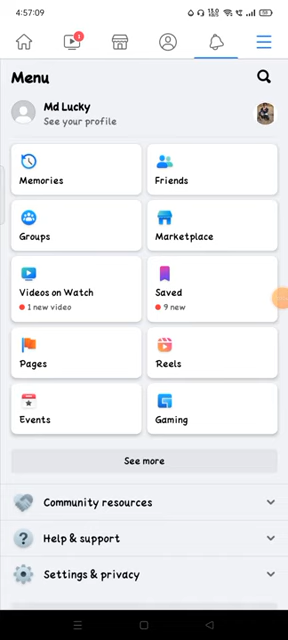 4:57:09
1
Menu
Md Lucky
See your profile
Memories
Friends
Groups
Marketplace
Videos on Watch
1 new video
Saved
9 new
Pages
Reels
Events
Gaming
See more
Community resources
Help & support
Settings & privacy